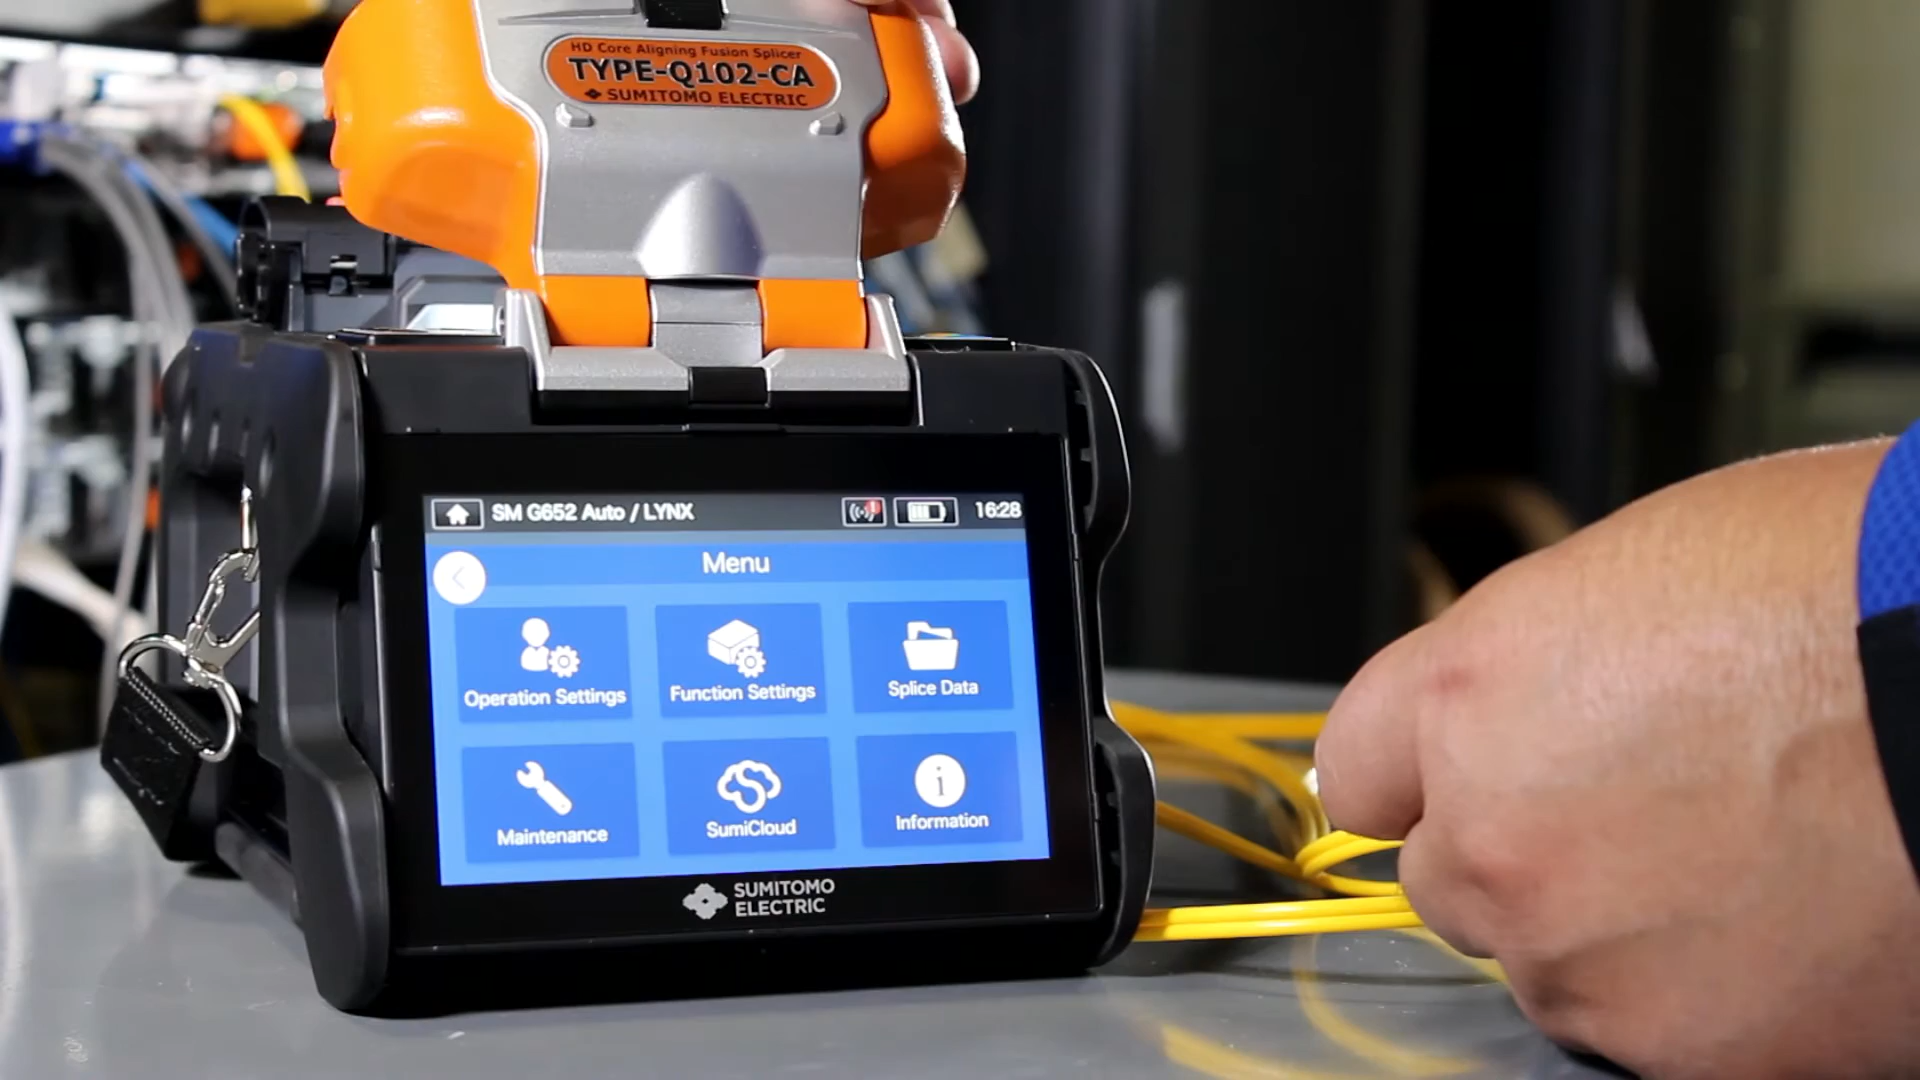 HD Core Aligning Fusion Splicer
TYPE-Q102-CA
SUMITOMO ELECTRIC
SM G652 Auto / LYNX
16:28
Menu
Operation Settings
Function Settings
Splice Data
Maintenance
SumiCloud
Information
SUMITOMO
ELECTRIC